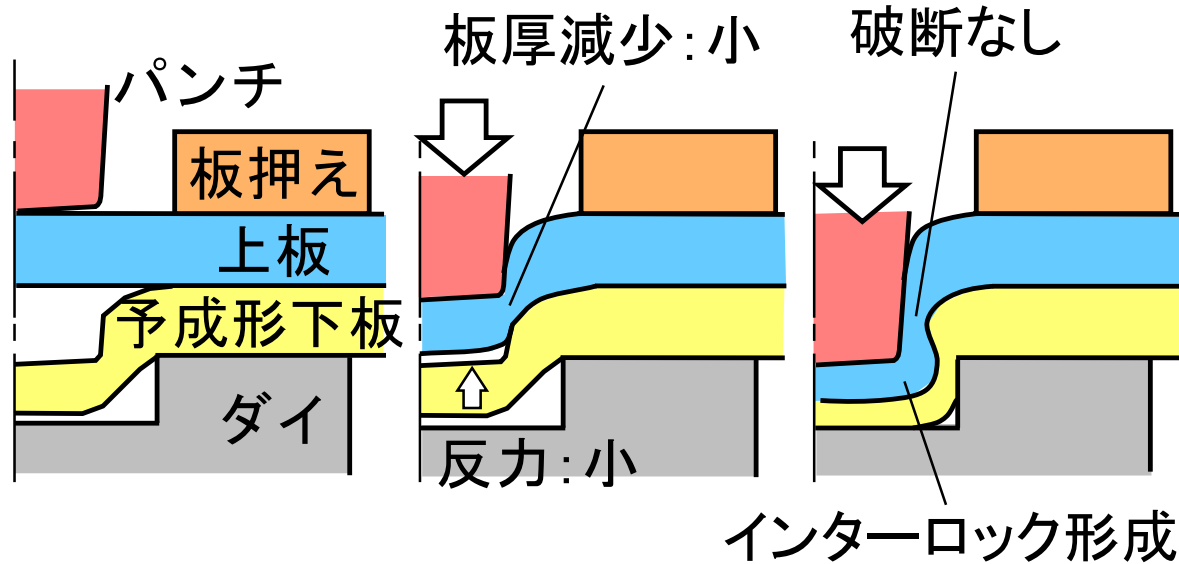 パンチ
板押え
上板
予成形下板
ダイ
板厚減少:小
反力:小
破断なし
インターロック形成